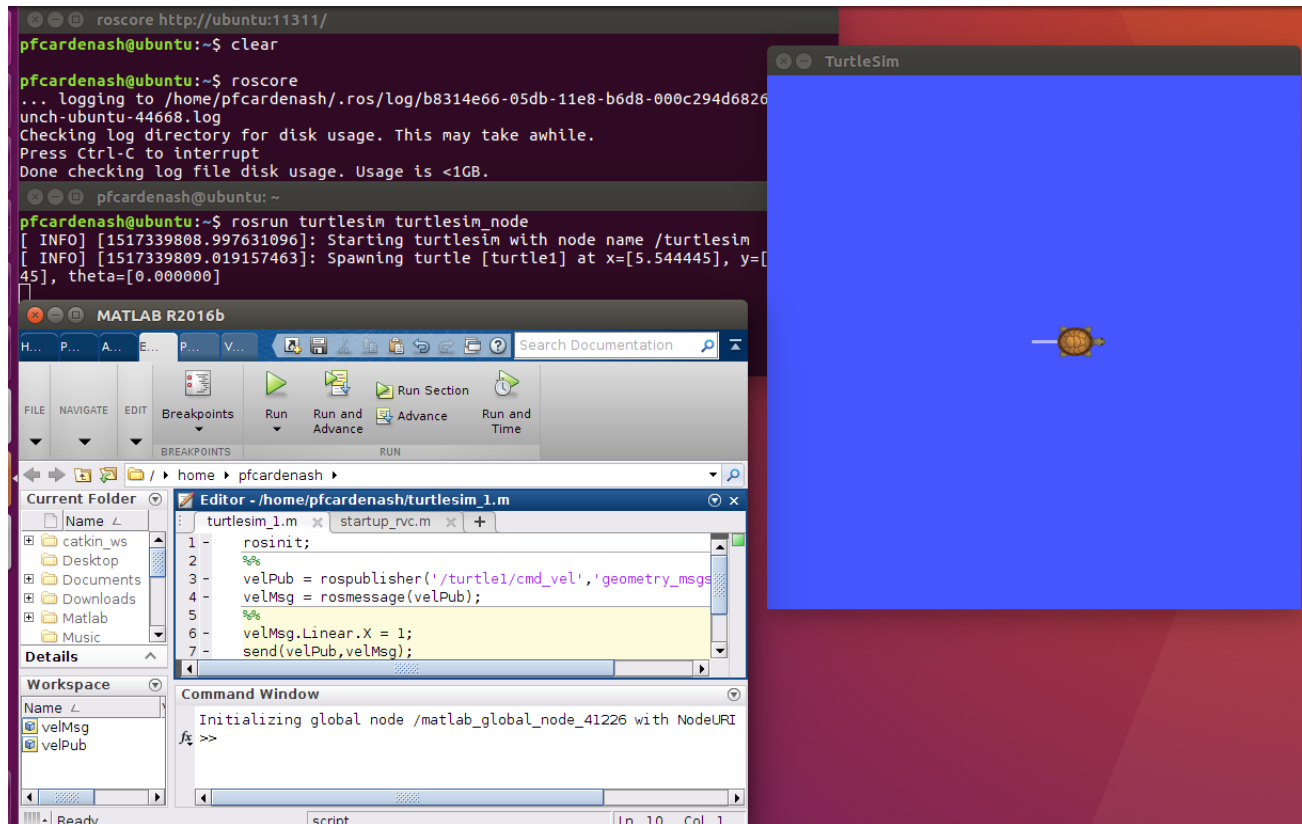 roscore http://ubuntu:11311/
pfcardenash@ubuntu:~$ clear
pfcardenash@ubuntu:~$ roscore
... logging to /home/pfcardenash/.ros/log/b8314e66-05db-11e8-b6d8-000c294d6826
unch-ubuntu-44668.log
Checking log directory for disk usage. This may take awhile.
Press Ctrl-C to interrupt
Done checking log file disk usage. Usage is <1GB.
pfcardenash@ubuntu: ~
pfcardenash@ubuntu:~$ rosrun turtlesim turtlesim_node
[ INFO] [1517339808.997631096]: Starting turtlesim with node name /turtlesim
[ INFO] [1517339809.019157463]: Spawning turtle [turtle1] at x=[5.544445], y=[
45], theta=[0.000000]
TurtleSim
MATLAB R2016b
H... P... A... E... P... V... Search Documentation
FILE NAVIGATE EDIT Breakpoints Run Run and Advance Run Section Advance Run and Time
BREAKPOINTS RUN
/ home pfcardenash
Current Folder
Name
catkin_ws
Desktop
Documents
Downloads
Matlab
Music
Details
Workspace
Name
velMsg
velPub
Editor - /home/pfcardenash/turtlesim_1.m
turtlesim_1.m startup_rvc.m +
1 - rosinit;
2 %%
3 - velPub = rospublisher('/turtle1/cmd_vel','geometry_msgs
4 - velMsg = rosmessage(velPub);
5 %%
6 - velMsg.Linear.X = 1;
7 - send(velPub,velMsg);
Command Window
Initializing global node /matlab_global_node_41226 with NodeURI
fx >>
Ready script Ln 10 Col 1